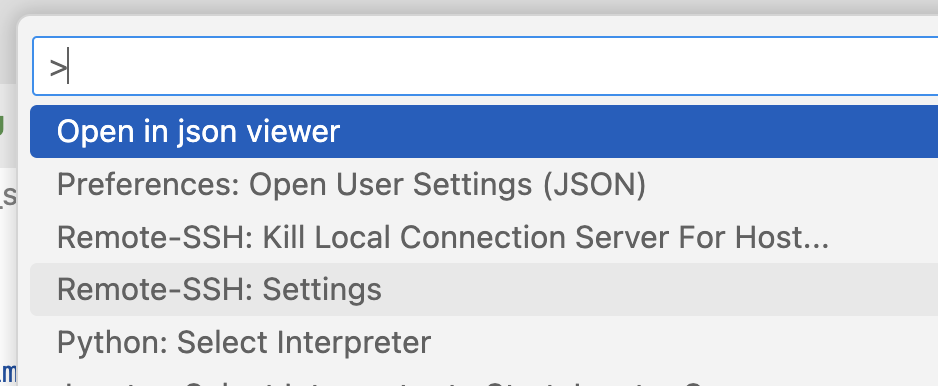 >
Open in json viewer
Preferences: Open User Settings (JSON)
Remote-SSH: Kill Local Connection Server For Host...
Remote-SSH: Settings
Python: Select Interpreter